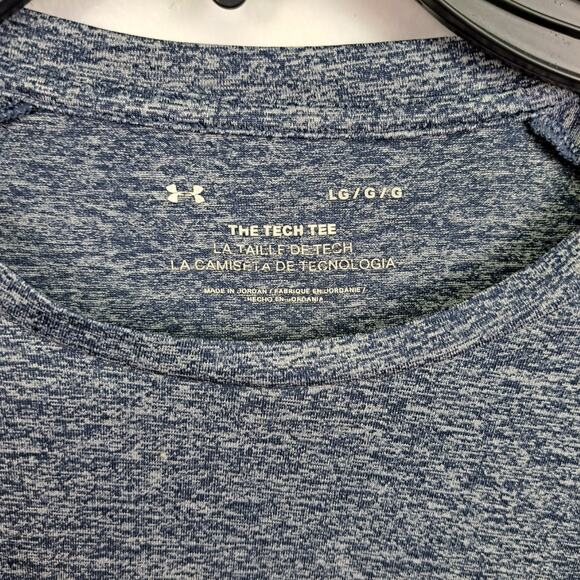 LG / G / G
THE TECH TEE
LA TAILLE DE TECH
LA CAMISETA DE TECNOLOGIA
MADE IN JORDAN / FABRIQUE EN JORDANIE /
HECHO EN JORDANIA